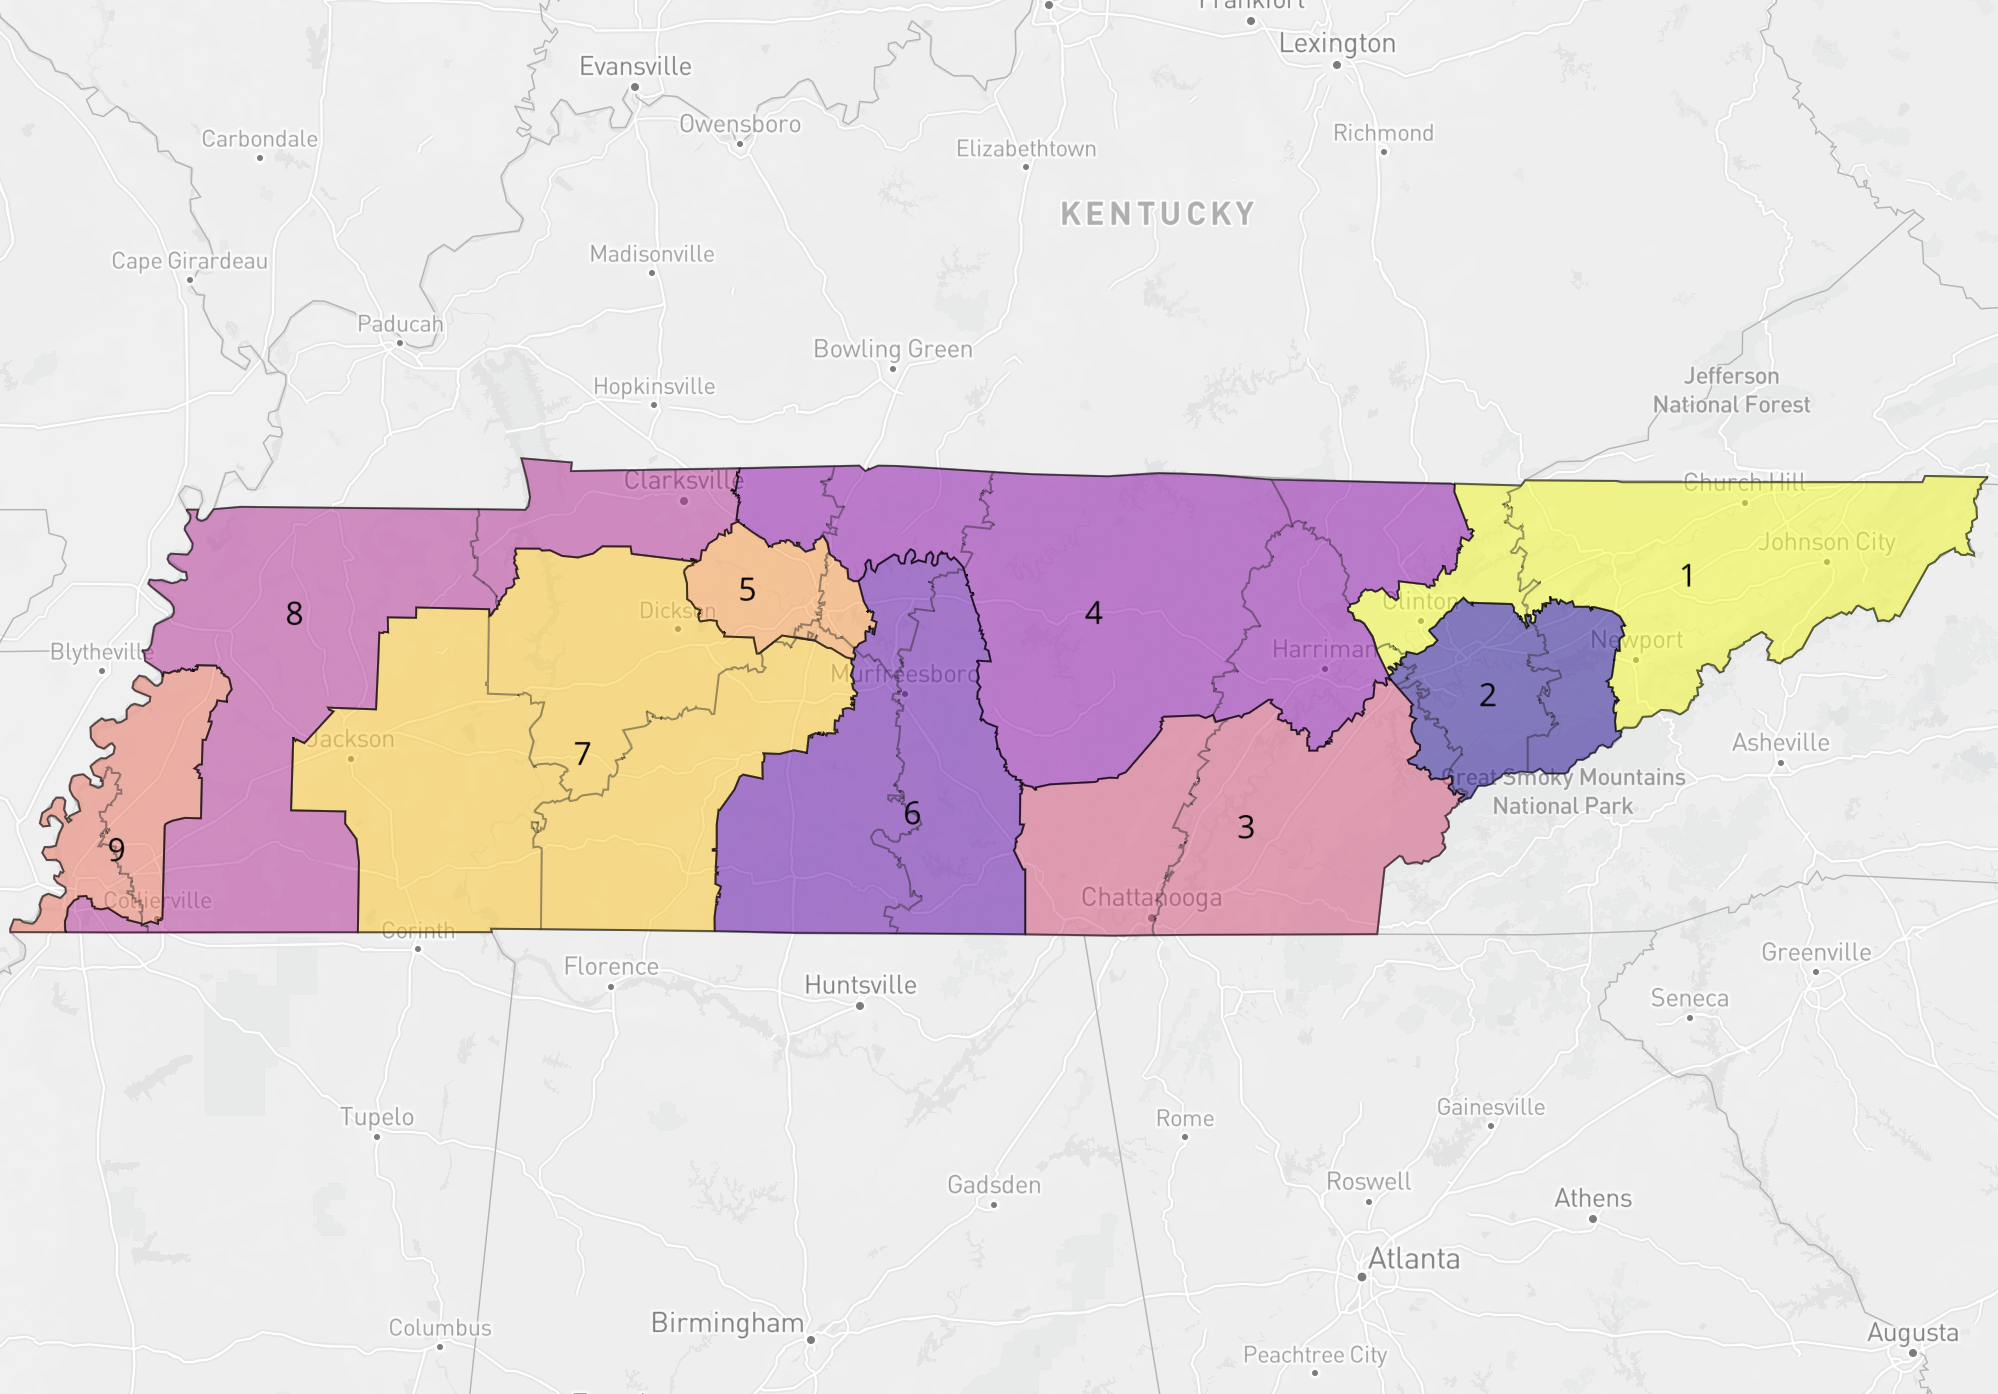 Frankfort
Lexington
Evansville
Owensboro
Carbondale
Richmond
Elizabethtown
KENTUCKY
Madisonville
Cape Girardeau
Paducah
Bowling Green
Hopkinsville
Jefferson
National Forest
Clarksville
Church Hill
Johnson City
1
5
Clinton
8
Dickson
4
Newport
Blytheville
Harriman
Murfreesboro
2
Jackson
7
Asheville
Great Smoky Mountains
National Park
6
3
9
Collierville
Chattanooga
Corinth
Florence
Greenville
Huntsville
Seneca
Tupelo
Rome
Gainesville
Gadsden
Roswell
Athens
Atlanta
Birmingham
Columbus
Augusta
Peachtree City